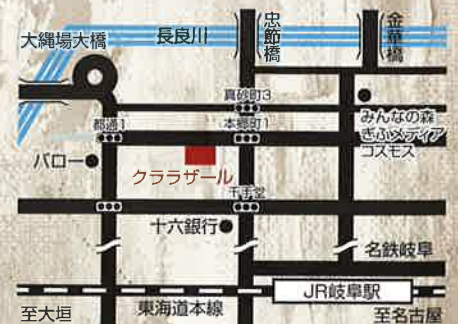 大縄場大橋
長良川
忠節橋
金華橋
真砂町3
みんなの森
ぎふメディア
コスモス
都通1
本郷町1
バロー
クララザール
千手堂
十六銀行
名鉄岐阜
JR岐阜駅
至大垣
東海道本線
至名古屋